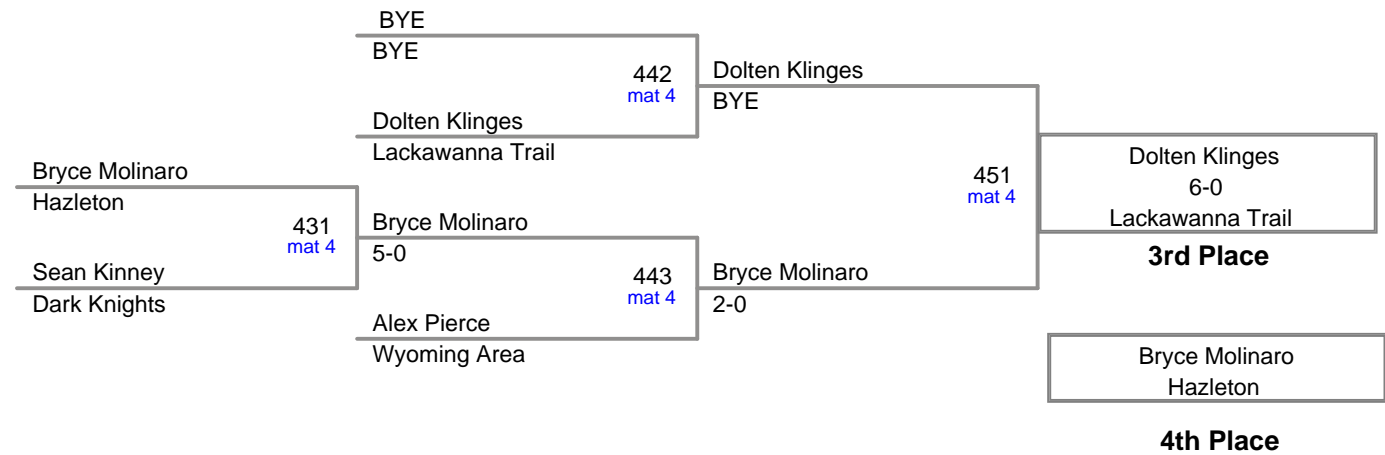 BYE
BYE
442
mat 4
Dolten Klinges
BYE
Dolten Klinges
Lackawanna Trail
Bryce Molinaro
Hazleton
431
mat 4
Bryce Molinaro
5-0
Sean Kinney
Dark Knights
443
mat 4
Bryce Molinaro
2-0
Alex Pierce
Wyoming Area
451
mat 4
Dolten Klinges
6-0
Lackawanna Trail
3rd Place
Bryce Molinaro
Hazleton
4th Place